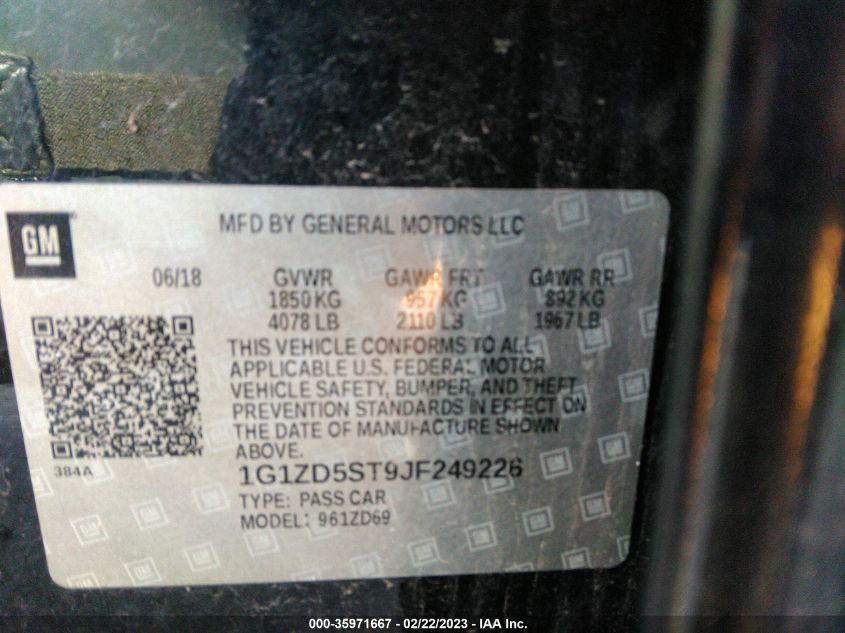 MFD BY GENERAL MOTORS LLC
GM
06/18 GVWR GAWR FRT GAWR RR
1850 KG 957 KG 892 KG
4078 LB 2110 LB 1967 LB
THIS VEHICLE CONFORMS TO ALL
APPLICABLE U.S. FEDERAL MOTOR
VEHICLE SAFETY, BUMPER, AND THEFT
PREVENTION STANDARDS IN EFFECT ON
THE DATE OF MANUFACTURE SHOWN
ABOVE.
384A
1G1ZD5ST9JF249226
TYPE: PASS CAR
MODEL: 961ZD69
000-35971667 - 02/22/2023 - © IAA, Inc.